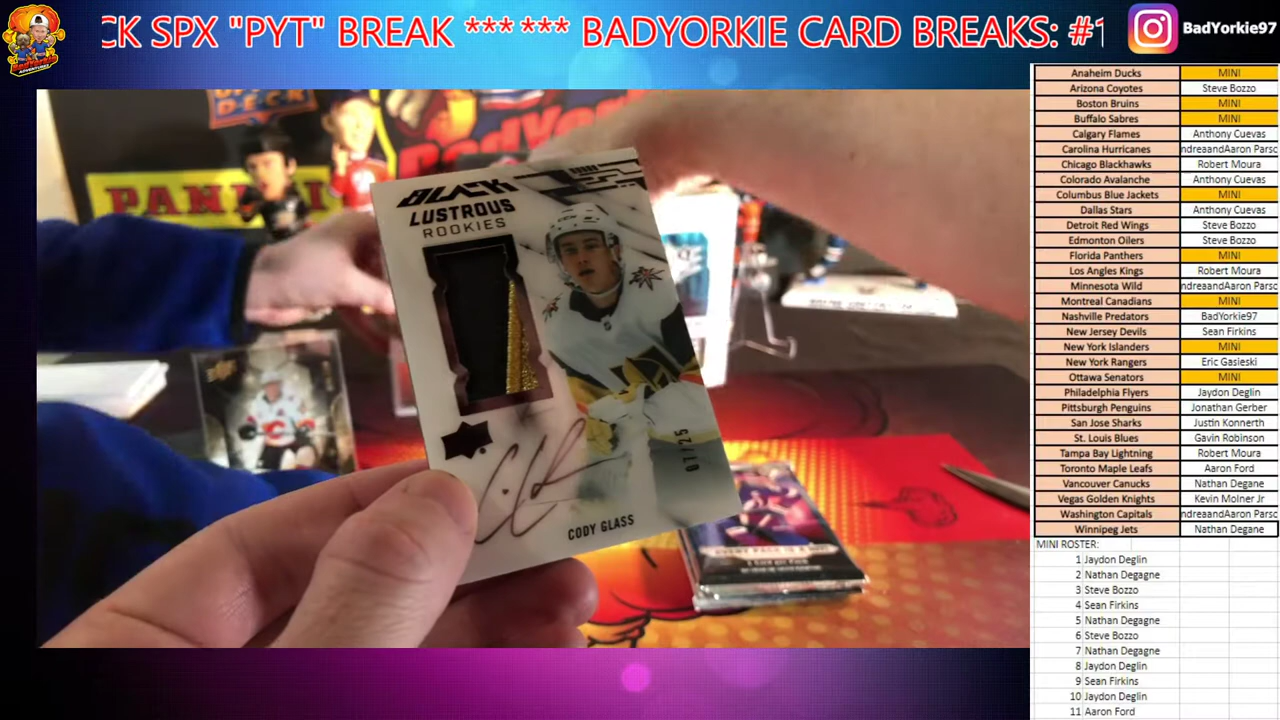 CK SPX "PYT" BREAK *** *** BADYORKIE CARD BREAKS: #1
BadYorkie97
BadYorkie
ADVENTURES
DECK
PANINI
BadYo
BLACK
LUSTROUS
ROOKIES
07/25
CODY GLASS
Anaheim Ducks MINI
Arizona Coyotes Steve Bozzo
Boston Bruins MINI
Buffalo Sabres MINI
Calgary Flames Anthony Cuevas
Carolina Hurricanes ndreaandAaron Parsc
Chicago Blackhawks Robert Moura
Colorado Avalanche Anthony Cuevas
Columbus Blue Jackets MINI
Dallas Stars Anthony Cuevas
Detroit Red Wings Steve Bozzo
Edmonton Oilers Steve Bozzo
Florida Panthers MINI
Los Angeles Kings Robert Moura
Minnesota Wild ndreaandAaron Parsc
Montreal Canadians MINI
Nashville Predators BadYorkie97
New Jersey Devils Sean Firkins
New York Islanders MINI
New York Rangers Eric Gasieski
Ottawa Senators MINI
Philadelphia Flyers Jaydon Deglin
Pittsburgh Penguins Jonathan Gerber
San Jose Sharks Justin Konnerth
St. Louis Blues Gavin Robinson
Tampa Bay Lightning Robert Moura
Toronto Maple Leafs Aaron Ford
Vancouver Canucks Nathan Degane
Vegas Golden Knights Kevin Molner Jr
Washington Capitals ndreaandAaron Parsc
Winnipeg Jets Nathan Degane
MINI ROSTER:
1 Jaydon Deglin
2 Nathan Degagne
3 Steve Bozzo
4 Sean Firkins
5 Nathan Degagne
6 Steve Bozzo
7 Nathan Degagne
8 Jaydon Deglin
9 Sean Firkins
10 Jaydon Deglin
11 Aaron Ford